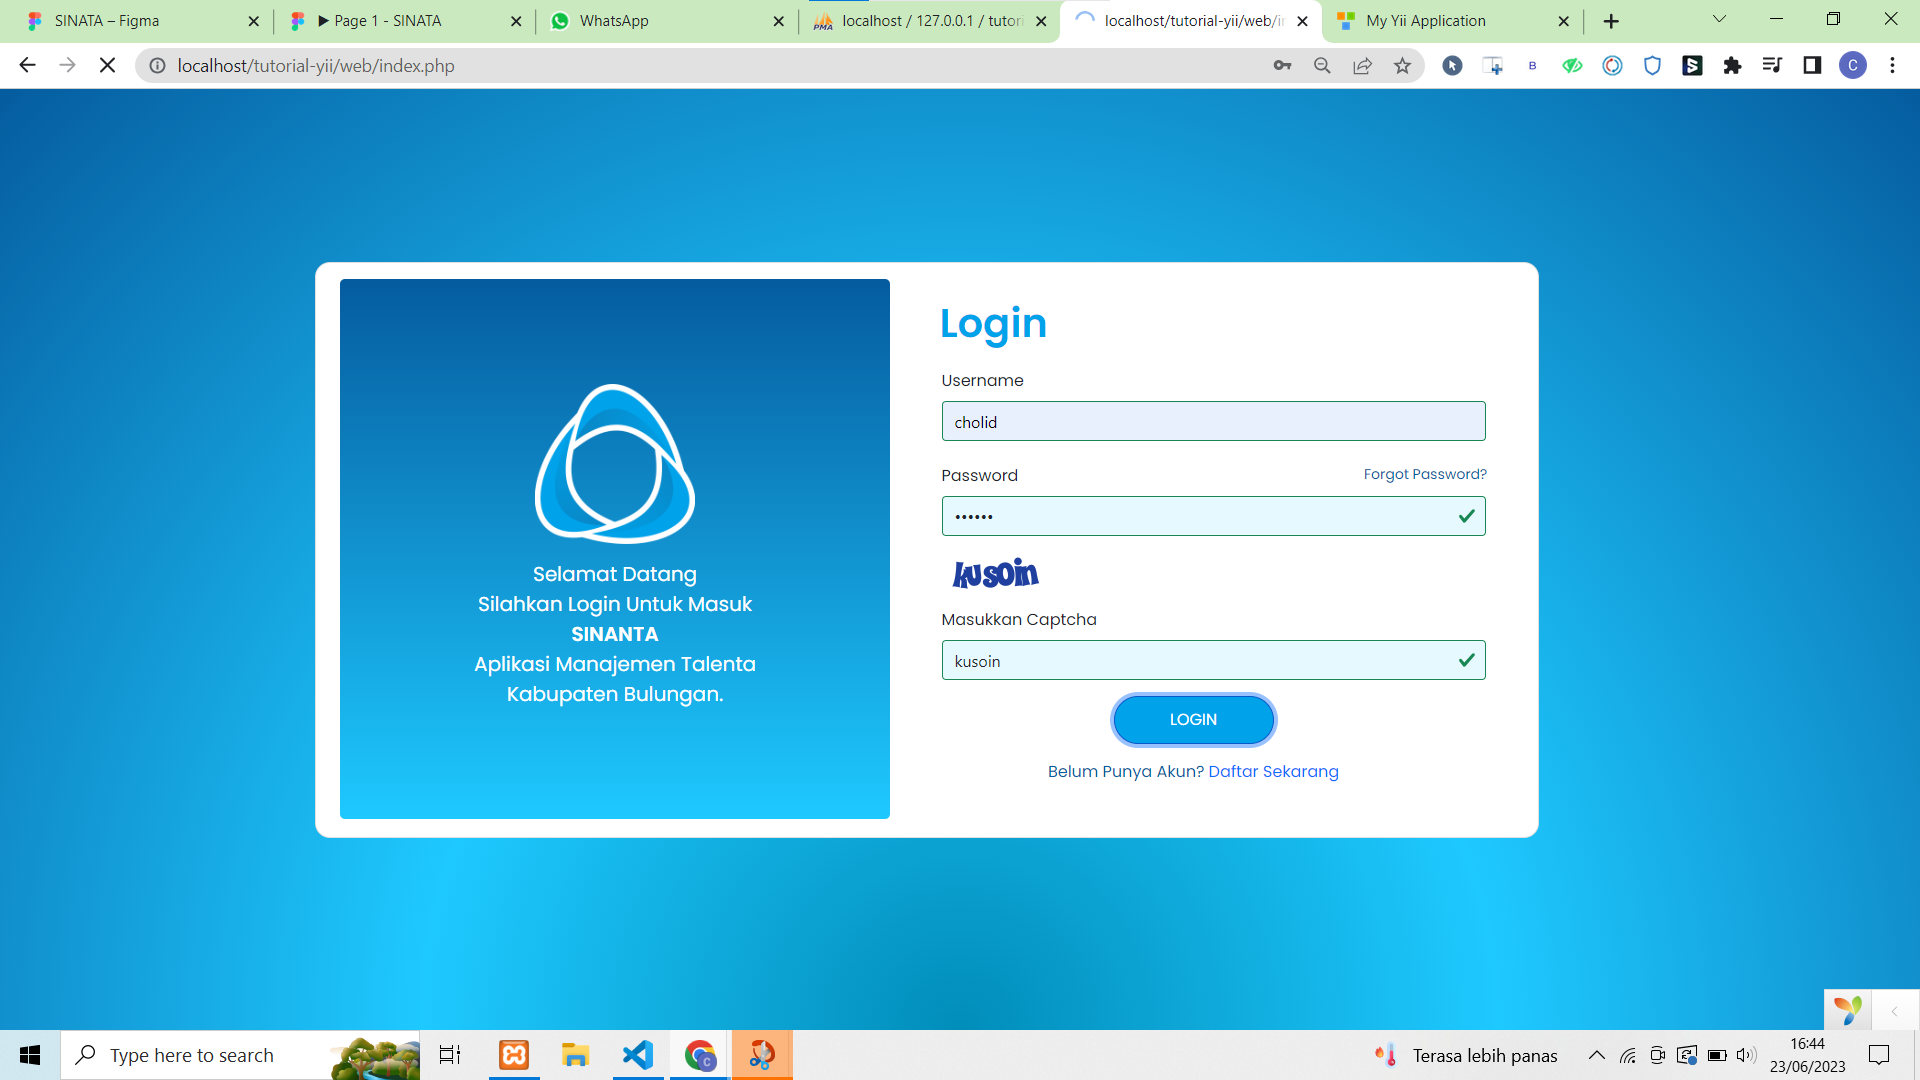 SINATA – Figma
▶ Page 1 - SINATA
WhatsApp
localhost / 127.0.0.1 / tutori
localhost/tutorial-yii/web/in
My Yii Application
localhost/tutorial-yii/web/index.php
B
C
Login
Username
cholid
Password
Forgot Password?
••••••
kusoin
Masukkan Captcha
kusoin
LOGIN
Belum Punya Akun? Daftar Sekarang
Selamat Datang
Silahkan Login Untuk Masuk
SINANTA
Aplikasi Manajemen Talenta
Kabupaten Bulungan.
Type here to search
C
Terasa lebih panas
16:44
23/06/2023
PMA